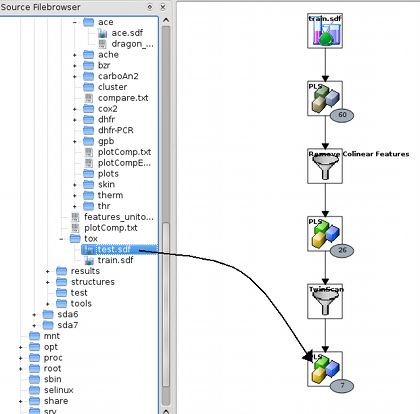 Source Filebrowser
ace
ace.sdf
dragon_...
ache
bzr
carboAn2
cluster
compare.txt
cox2
dhfr
dhfr-PCR
gpb
plotComp.txt
plotCompE...
plots
skin
therm
thr
features_unito...
plotComp.txt
tox
test.sdf
train.sdf
results
structures
test
tools
sda6
sda7
mnt
opt
proc
root
sbin
selinux
share
srv
train.sdf
PLS
60
Remove Colinear Features
PLS
26
TwinScan
PLS
7